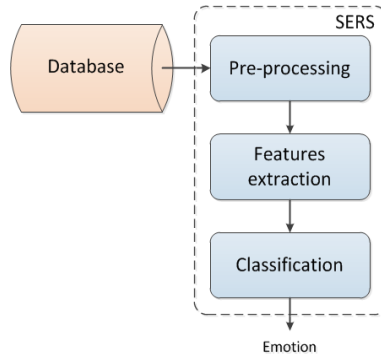 SERS
Database
Pre-processing
Features
extraction
Classification
Emotion